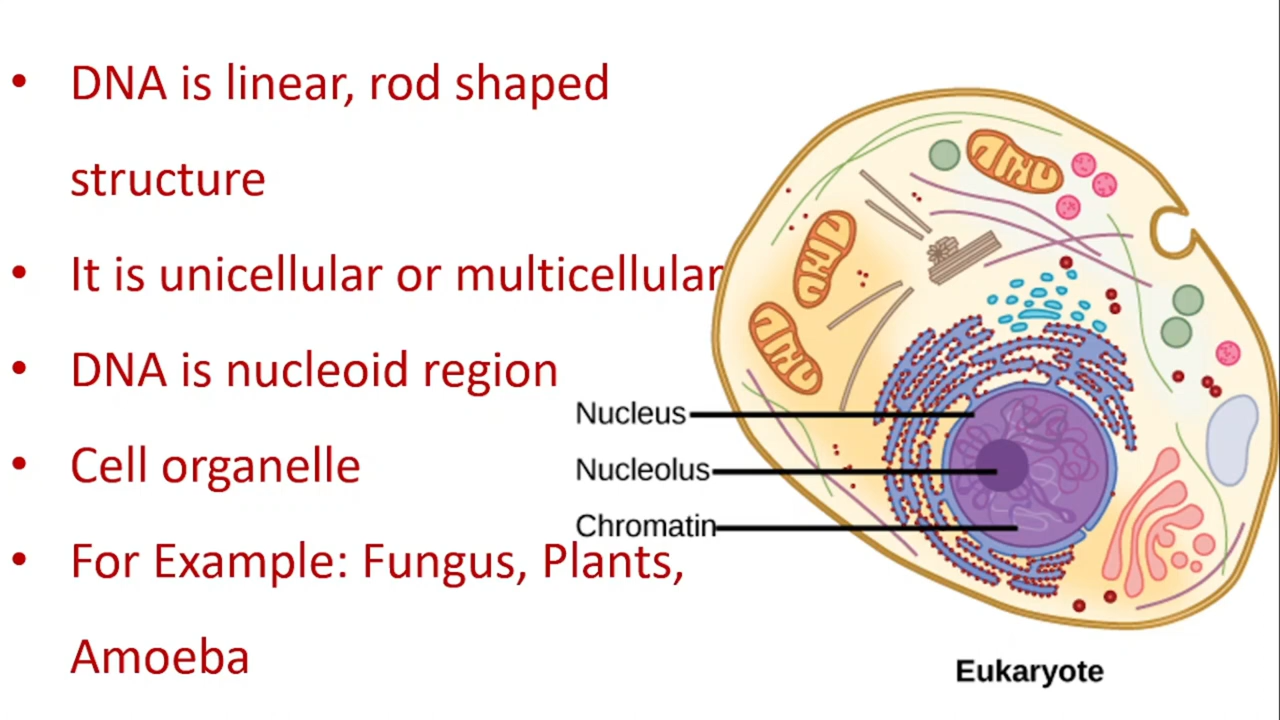 • DNA is linear, rod shaped
structure
• It is unicellular or multicellular
• DNA is nucleoid region
• Cell organelle
• For Example: Fungus, Plants,
Amoeba
Nucleus
Nucleolus
Chromatin
Eukaryote